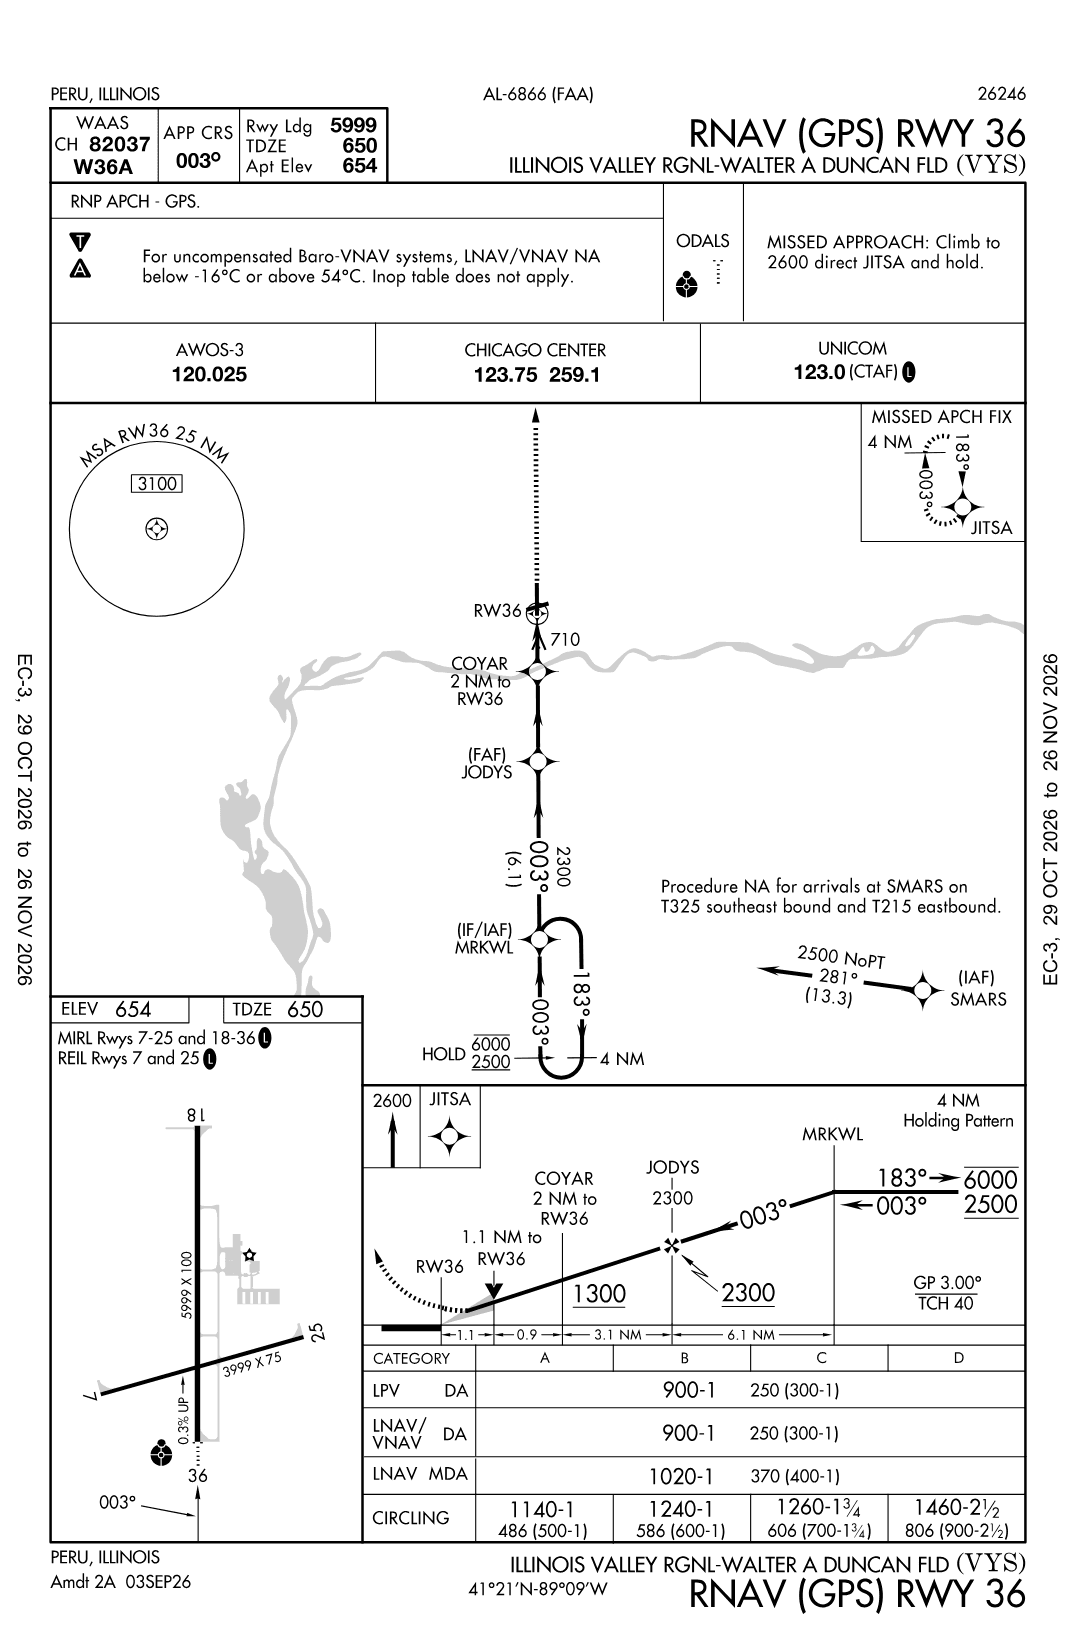 PERU, ILLINOIS
AL-6866 (FAA)
26246
WAAS
CH 82037
W36A
APP CRS
003°
Rwy Ldg 5999
TDZE 650
Apt Elev 654
RNAV (GPS) RWY 36
ILLINOIS VALLEY RGNL-WALTER A DUNCAN FLD (VYS)
RNP APCH - GPS.
T
A
For uncompensated Baro-VNAV systems, LNAV/VNAV NA
below -16°C or above 54°C. Inop table does not apply.
ODALS
MISSED APPROACH: Climb to
2600 direct JITSA and hold.
AWOS-3
120.025
CHICAGO CENTER
123.75 259.1
UNICOM
123.0 (CTAF) L
MSA RW36 25 NM
3100
MISSED APCH FIX
4 NM
183°
003°
JITSA
RW36
710
COYAR
2 NM to
RW36
(FAF)
JODYS
003°
2300
(6.1)
Procedure NA for arrivals at SMARS on
T325 southeast bound and T215 eastbound.
(IF/IAF)
MRKWL
2500 NoPT
281°
(13.3)
(IAF)
SMARS
183°
003°
HOLD 6000
2500
4 NM
EC-3, 29 OCT 2026 to 26 NOV 2026
EC-3, 29 OCT 2026 to 26 NOV 2026
ELEV 654
TDZE 650
MIRL Rwys 7-25 and 18-36 L
REIL Rwys 7 and 25 L
18
5999 X 100
25
3999 X 75
7
0.3% UP
36
003°
2600
JITSA
4 NM
Holding Pattern
MRKWL
JODYS
2300
COYAR
2 NM to
RW36
1.1 NM to
RW36
RW36
183°
6000
003°
2500
003°
1300
2300
GP 3.00°
TCH 40
1.1
0.9
3.1 NM
6.1 NM
CATEGORY A B C D
LPV DA 900-1 250 (300-1)
LNAV/
VNAV DA 900-1 250 (300-1)
LNAV MDA 1020-1 370 (400-1)
CIRCLING
1140-1
486 (500-1)
1240-1
586 (600-1)
1260-1¾
606 (700-1¾)
1460-2½
806 (900-2½)
PERU, ILLINOIS
Amdt 2A 03SEP26
41°21'N-89°09'W
ILLINOIS VALLEY RGNL-WALTER A DUNCAN FLD (VYS)
RNAV (GPS) RWY 36